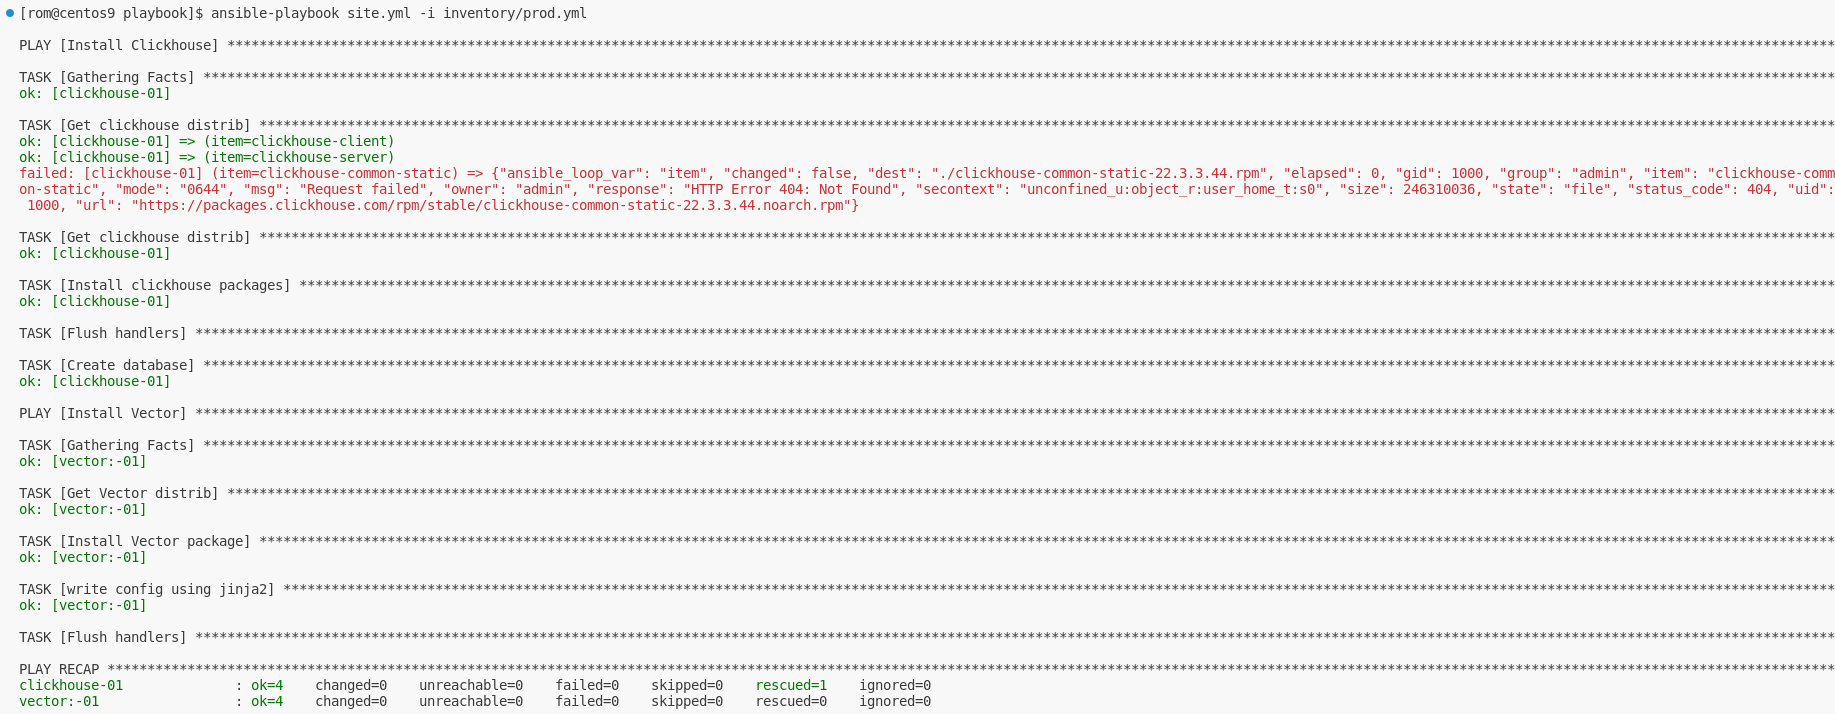 [rom@centos9 playbook]$ ansible-playbook site.yml -i inventory/prod.yml
PLAY [Install Clickhouse] *********************************************************************************************************************************************************************************************************
TASK [Gathering Facts] ************************************************************************************************************************************************************************************************************
ok: [clickhouse-01]
TASK [Get clickhouse distrib] *****************************************************************************************************************************************************************************************************
ok: [clickhouse-01] => (item=clickhouse-client)
ok: [clickhouse-01] => (item=clickhouse-server)
failed: [clickhouse-01] (item=clickhouse-common-static) => {"ansible_loop_var": "item", "changed": false, "dest": "./clickhouse-common-static-22.3.3.44.rpm", "elapsed": 0, "gid": 1000, "group": "admin", "item": "clickhouse-comm
on-static", "mode": "0644", "msg": "Request failed", "owner": "admin", "response": "HTTP Error 404: Not Found", "secontext": "unconfined_u:object_r:user_home_t:s0", "size": 246310036, "state": "file", "status_code": 404, "uid":
1000, "url": "https://packages.clickhouse.com/rpm/stable/clickhouse-common-static-22.3.3.44.noarch.rpm"}
TASK [Get clickhouse distrib] *****************************************************************************************************************************************************************************************************
ok: [clickhouse-01]
TASK [Install clickhouse packages] ************************************************************************************************************************************************************************************************
ok: [clickhouse-01]
TASK [Flush handlers] *************************************************************************************************************************************************************************************************************
TASK [Create database] ************************************************************************************************************************************************************************************************************
ok: [clickhouse-01]
PLAY [Install Vector] *************************************************************************************************************************************************************************************************************
TASK [Gathering Facts] ************************************************************************************************************************************************************************************************************
ok: [vector:-01]
TASK [Get Vector distrib] *********************************************************************************************************************************************************************************************************
ok: [vector:-01]
TASK [Install Vector package] *****************************************************************************************************************************************************************************************************
ok: [vector:-01]
TASK [write config using jinja2] **************************************************************************************************************************************************************************************************
ok: [vector:-01]
TASK [Flush handlers] *************************************************************************************************************************************************************************************************************
PLAY RECAP ************************************************************************************************************************************************************************************************************************
clickhouse-01              : ok=4    changed=0    unreachable=0    failed=0    skipped=0    rescued=1    ignored=0
vector:-01                 : ok=4    changed=0    unreachable=0    failed=0    skipped=0    rescued=0    ignored=0